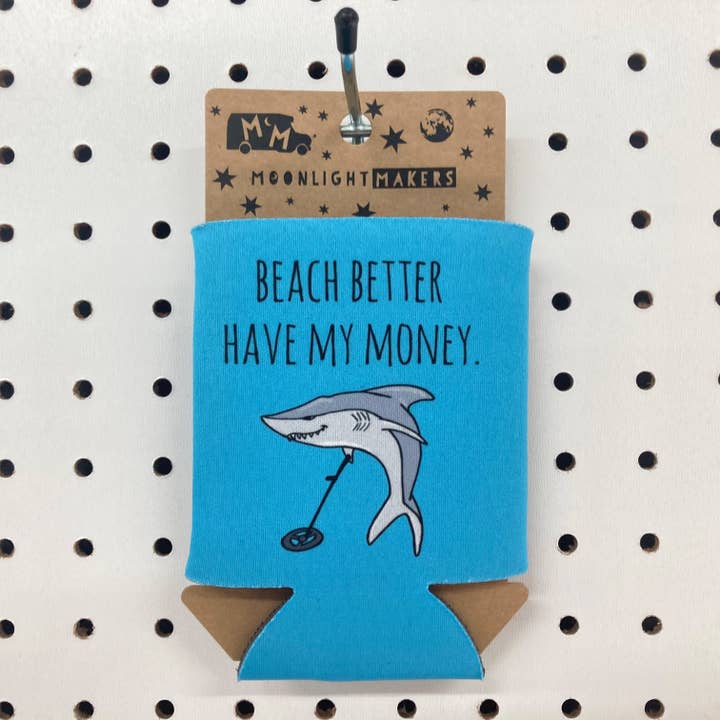 MM
MOONLIGHT MAKERS
BEACH BETTER
HAVE MY MONEY.